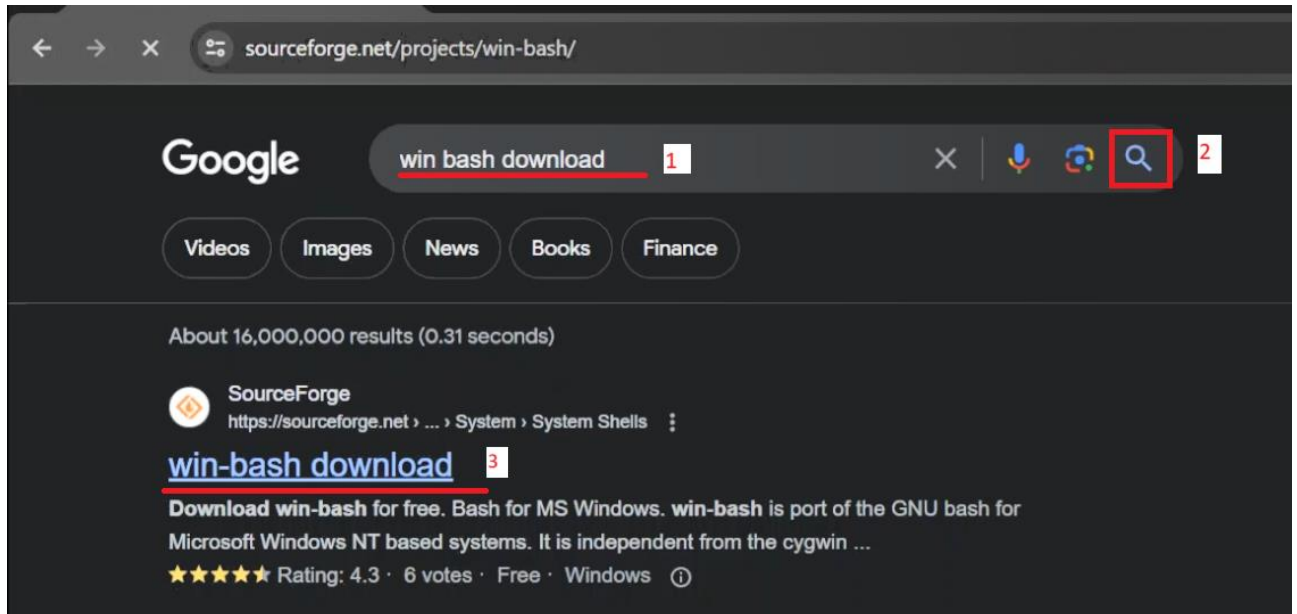 sourceforge.net/projects/win-bash/
Google win bash download 1 2
Videos Images News Books Finance
About 16,000,000 results (0.31 seconds)
SourceForge
https://sourceforge.net › ... › System › System Shells
win-bash download 3
Download win-bash for free. Bash for MS Windows. win-bash is part of the GNU bash for
Microsoft Windows NT based systems. It is independent from the cygwin ...
Rating: 4.3 · 6 votes · Free · Windows